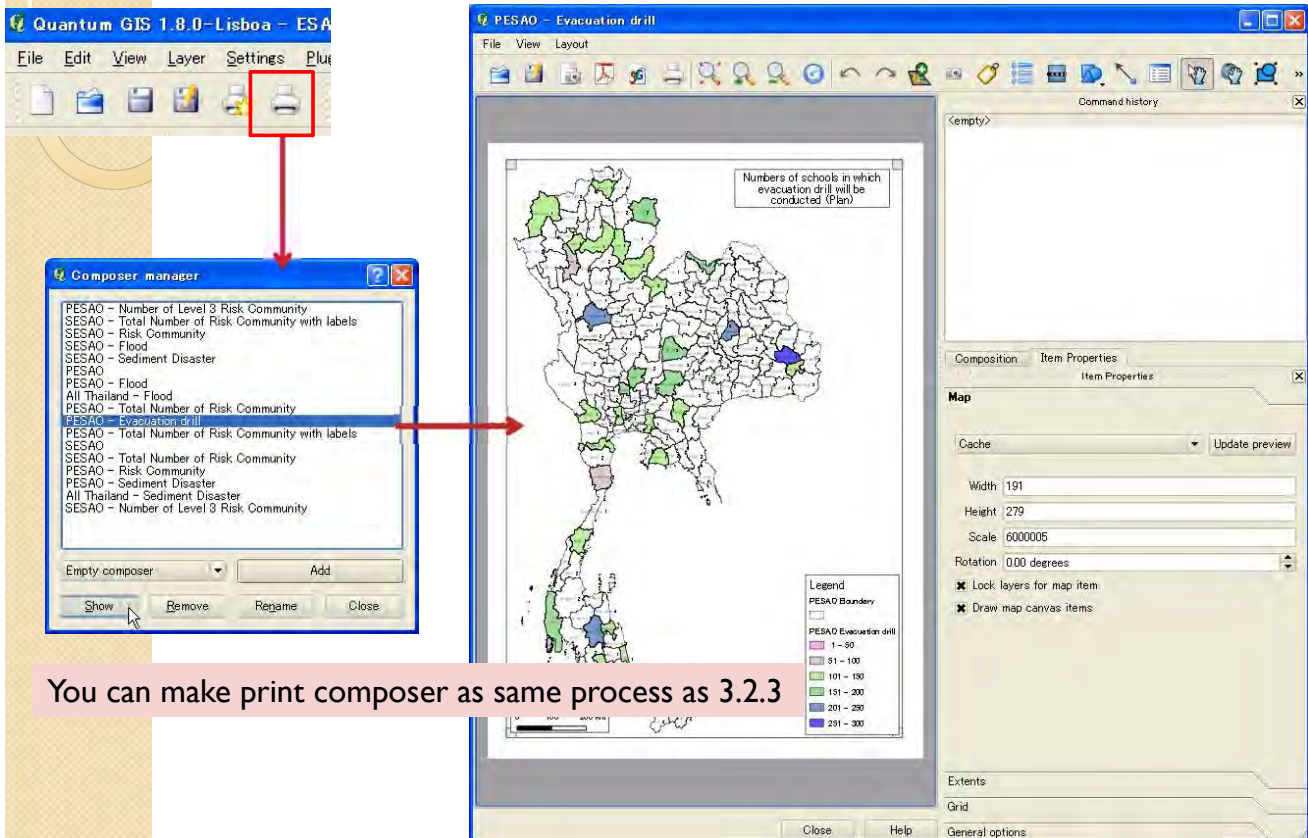 Quantum GIS 1.8.0-Lisboa - ESA
File Edit View Layer Settings Plu
Composer manager
PESAO - Number of Level 3 Risk Community
SESAO - Total Number of Risk Community with labels
SESAO - Risk Community
SESAO - Flood
SESAO - Sediment Disaster
PESAO
PESAO - Flood
All Thailand - Flood
PESAO - Total Number of Risk Community
PESAO - Evacuation drill
PESAO - Total Number of Risk Community with labels
SESAO
SESAO - Total Number of Risk Community
PESAO - Risk Community
PESAO - Sediment Disaster
All Thailand - Sediment Disaster
SESAO - Number of Level 3 Risk Community
Empty composer Add
Show Remove Rename Close
You can make print composer as same process as 3.2.3
PESAO - Evacuation drill
File View Layout
Numbers of schools in which
evacuation drill will be
conducted (Plan)
Legend
PESAO Boundary
PESAO Evacuation drill
1 - 50
51 - 100
101 - 150
151 - 200
201 - 250
251 - 300
Close Help
Command history
<empty>
Composition Item Properties
Item Properties
Map
Cache Update preview
Width 191
Height 279
Scale 6000005
Rotation 0.00 degrees
Lock layers for map item
Draw map canvas items
Extents
Grid
General options